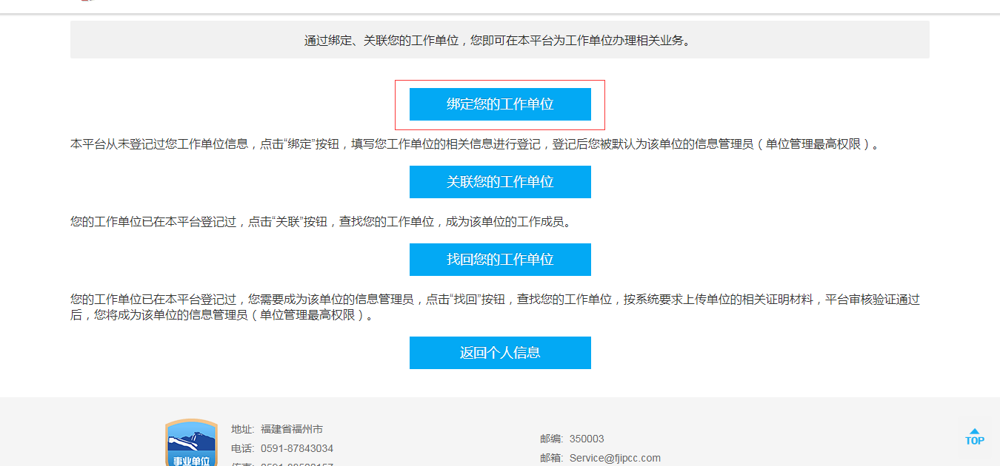 通过绑定、关联您的工作单位，您即可在本平台为工作单位办理相关业务。
绑定您的工作单位
本平台从未登记过您工作单位信息，点击“绑定”按钮，填写您工作单位的相关信息进行登记，登记后您被默认为该单位的信息管理员（单位管理最高权限）。
关联您的工作单位
您的工作单位已在本平台登记过，点击“关联”按钮，查找您的工作单位，成为该单位的工作成员。
找回您的工作单位
您的工作单位已在本平台登记过，您需要成为该单位的信息管理员，点击“找回”按钮，查找您的工作单位，按系统要求上传单位的相关证明材料，平台审核验证通过
后，您将成为该单位的信息管理员（单位管理最高权限）。
返回个人信息
地址: 福建省福州市
电话: 0591-87843034
事业单位
邮编: 350003
邮箱: Service@fjipcc.com
TOP